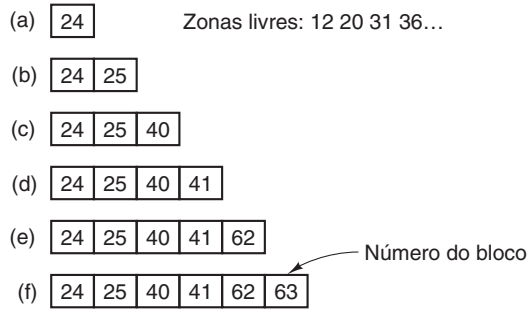 (a) 24 Zonas livres: 12 20 31 36…
(b) 24 25
(c) 24 25 40
(d) 24 25 40 41
(e) 24 25 40 41 62
Número do bloco
(f) 24 25 40 41 62 63